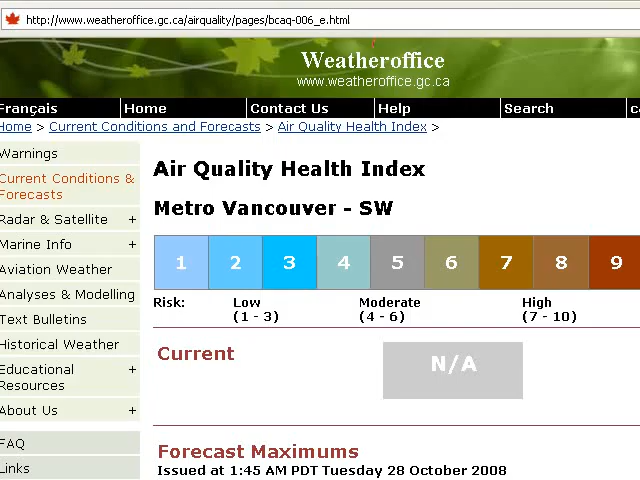 http://www.weatheroffice.gc.ca/airquality/pages/bcaq-006_e.html
Weatheroffice
www.weatheroffice.gc.ca
Français Home Contact Us Help Search
Home > Current Conditions and Forecasts > Air Quality Health Index >
Warnings
Current Conditions &
Forecasts
Radar & Satellite +
Marine Info +
Aviation Weather
Analyses & Modelling
Text Bulletins
Historical Weather
Educational +
Resources
About Us +
FAQ
Links
Air Quality Health Index
Metro Vancouver - SW
1 2 3 4 5 6 7 8 9
Risk: Low Moderate High
(1 - 3) (4 - 6) (7 - 10)
Current
N/A
Forecast Maximums
Issued at 1:45 AM PDT Tuesday 28 October 2008